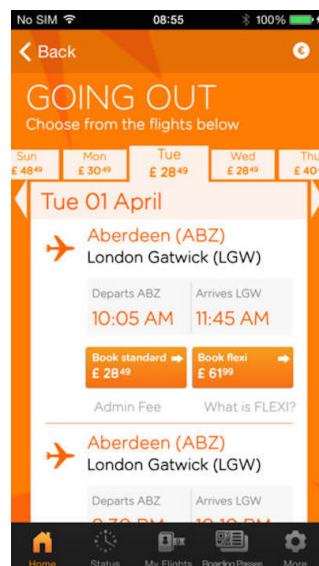 No SIM 08:55 100%
Back €
GOING OUT
Choose from the flights below
Sun Mon Tue Wed Thu
£ 48⁴⁹ £ 30⁴⁹ £ 28⁴⁹ £ 28⁴⁹ £ 40
Tue 01 April
Aberdeen (ABZ)
London Gatwick (LGW)
Departs ABZ Arrives LGW
10:05 AM 11:45 AM
Book standard Book flexi
£ 28⁴⁹ £ 61⁹⁹
Admin Fee What is FLEXI?
Aberdeen (ABZ)
London Gatwick (LGW)
Departs ABZ Arrives LGW
Home Status My Flights Boarding Passes More